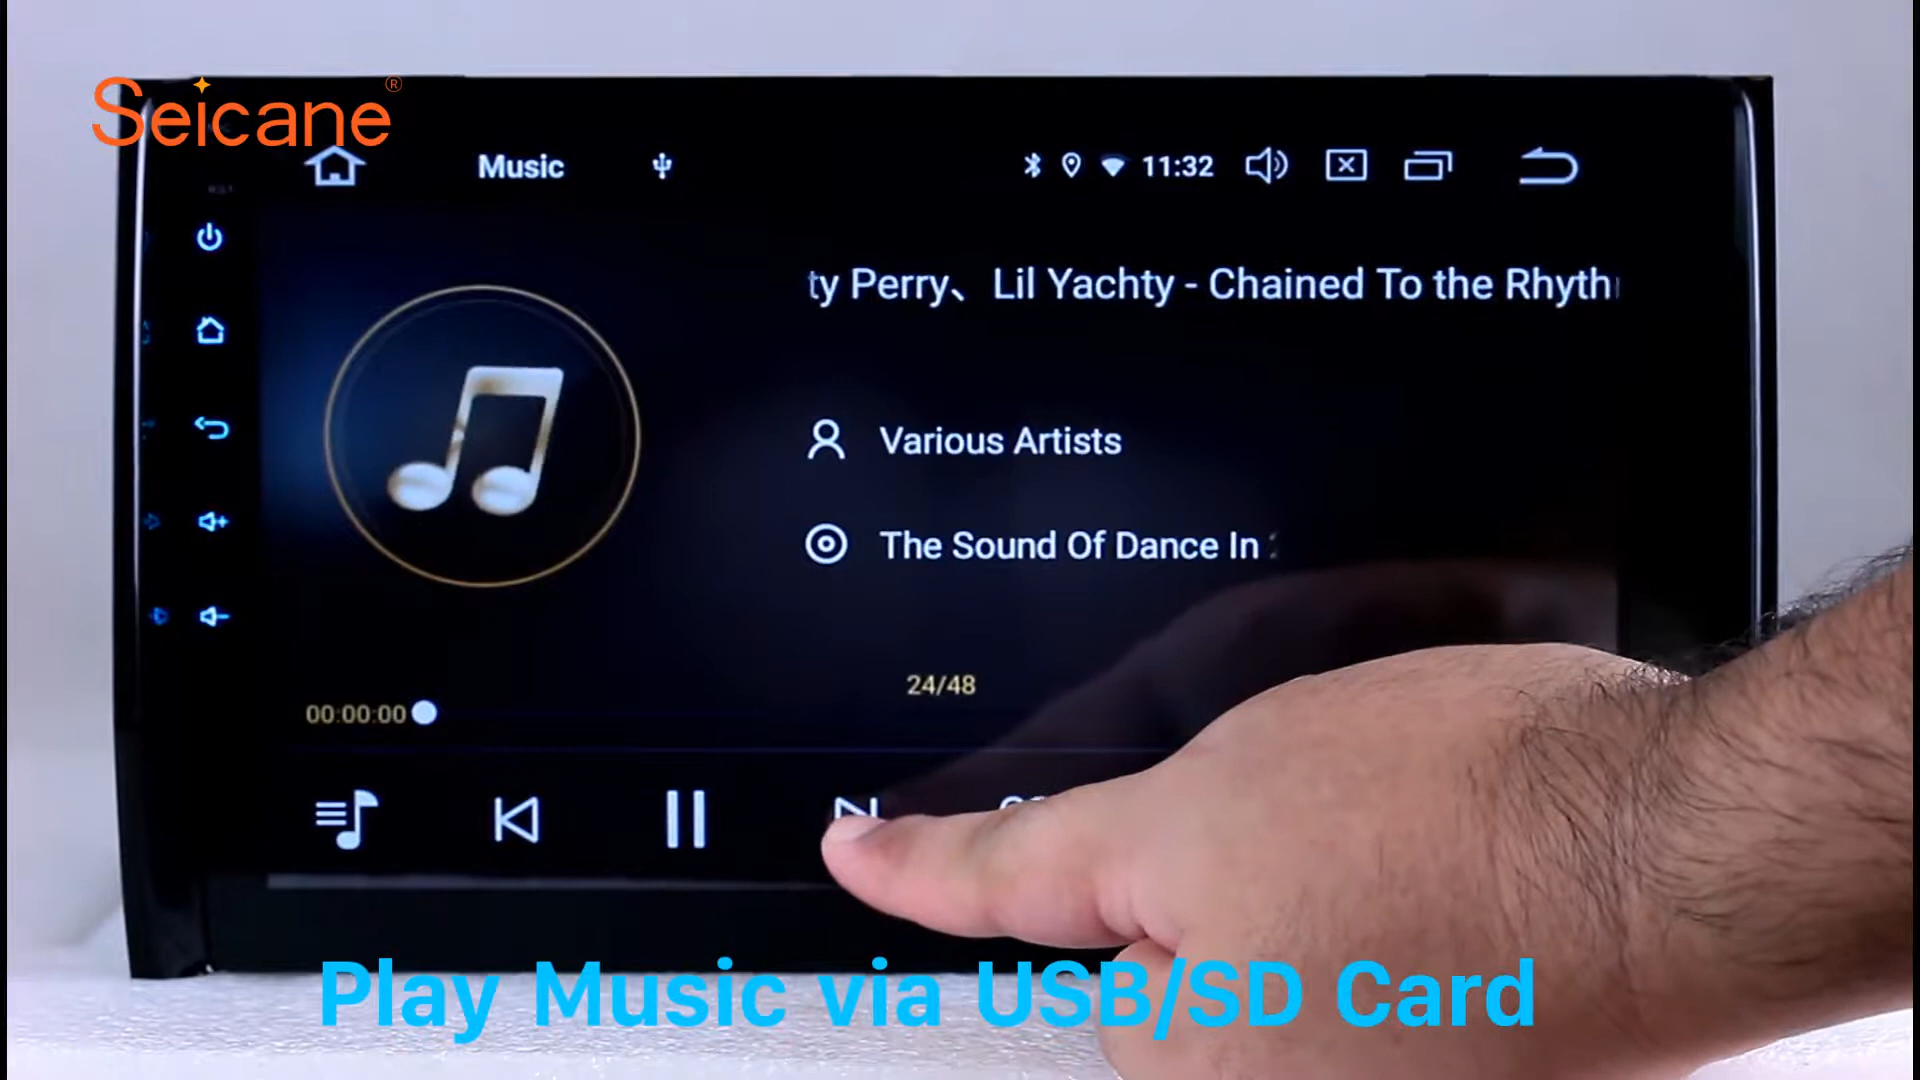 Seicane®
Music
11:32
ty Perry、Lil Yachty - Chained To the Rhyth
Various Artists
The Sound Of Dance In
24/48
00:00:00
Play Music via USB/SD Card